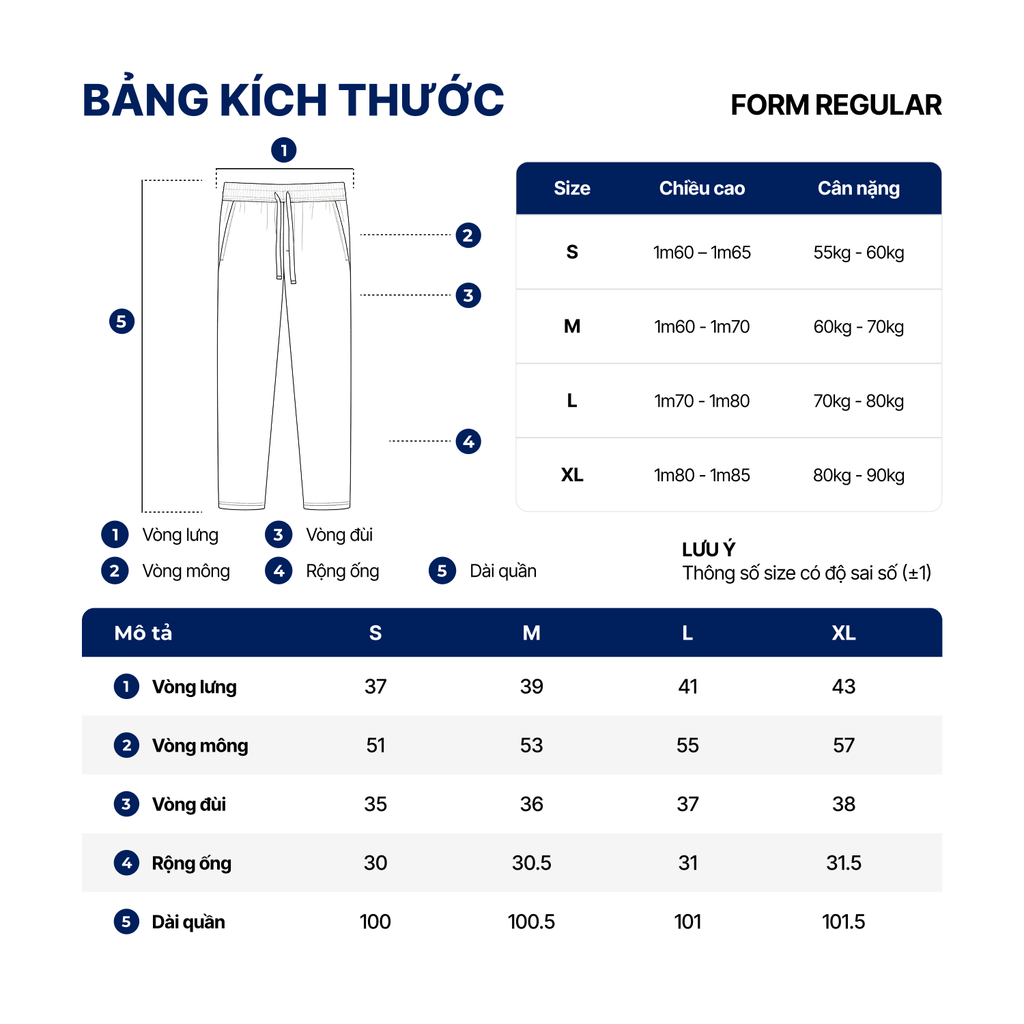 BẢNG KÍCH THƯỚC
FORM REGULAR
1
2
3
4
5
Size Chiều cao Cân nặng
S 1m60 – 1m65 55kg - 60kg
M 1m60 - 1m70 60kg - 70kg
L 1m70 - 1m80 70kg - 80kg
XL 1m80 - 1m85 80kg - 90kg
1 Vòng lưng 3 Vòng đùi
2 Vòng mông 4 Rộng ống 5 Dài quần
LƯU Ý
Thông số size có độ sai số (±1)
Mô tả S M L XL
1 Vòng lưng 37 39 41 43
2 Vòng mông 51 53 55 57
3 Vòng đùi 35 36 37 38
4 Rộng ống 30 30.5 31 31.5
5 Dài quần 100 100.5 101 101.5